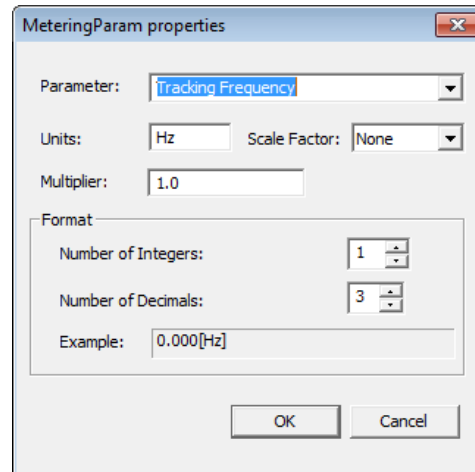 MeteringParam properties
Parameter: Tracking Frequency
Units: Hz Scale Factor: None
Multiplier: 1.0
Format
Number of Integers: 1
Number of Decimals: 3
Example: 0.000[Hz]
OK Cancel